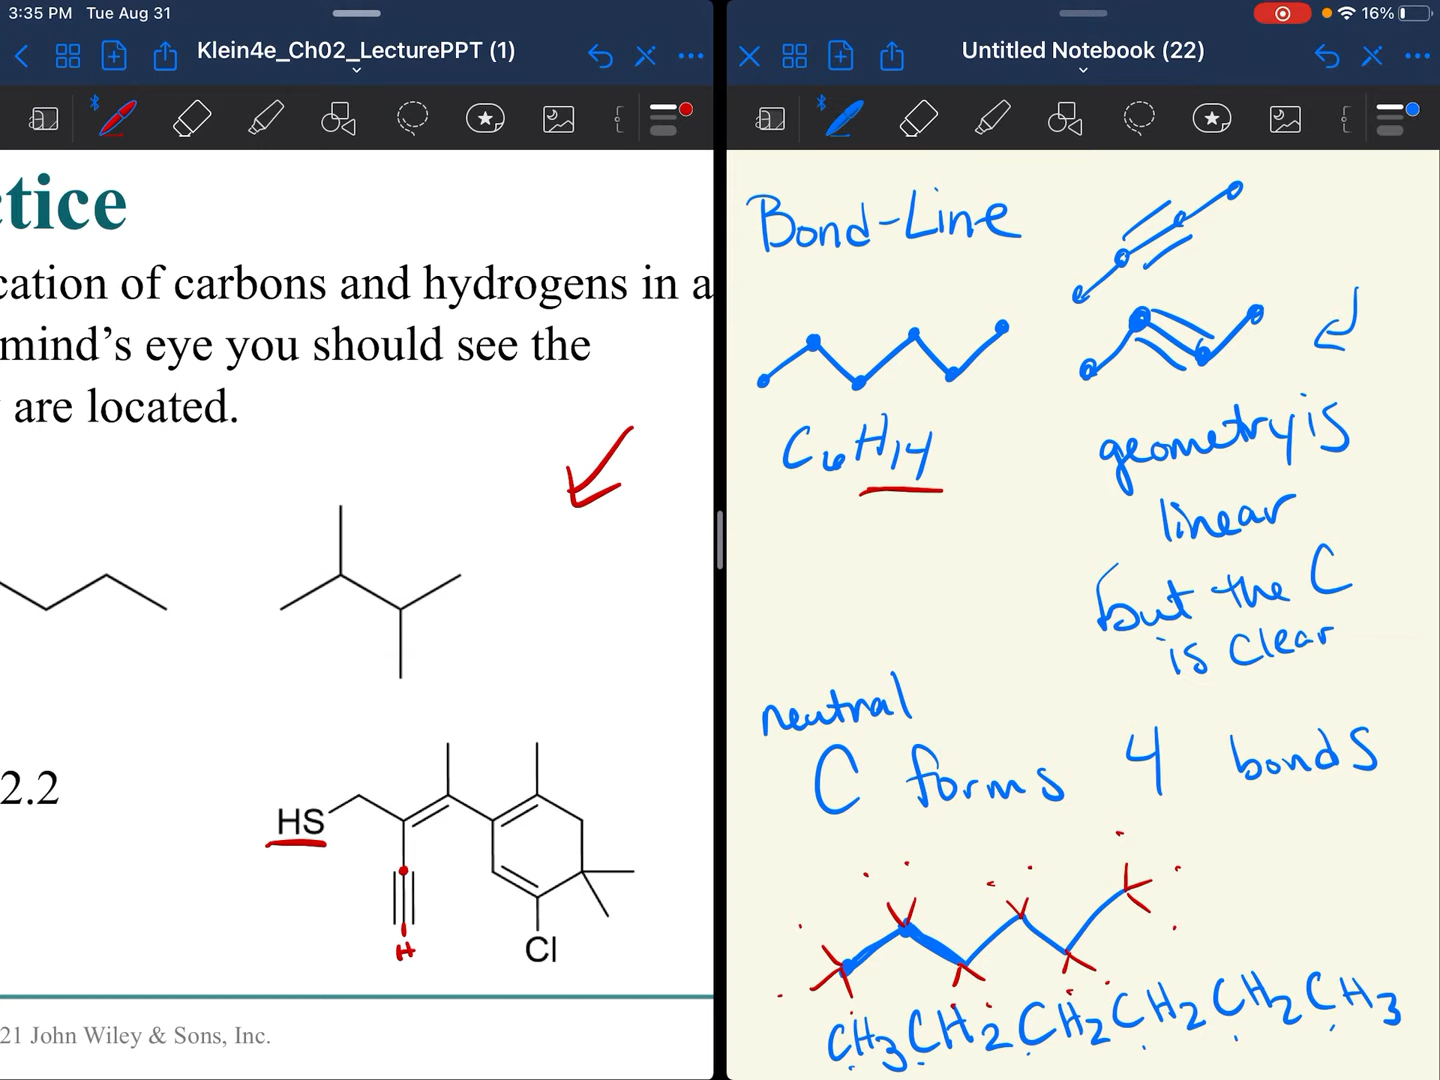 3:35 PM Tue Aug 31
16%
Klein4e_Ch02_LecturePPT (1)
Untitled Notebook (22)
ctice
cation of carbons and hydrogens in a
mind’s eye you should see the
are located.
2.2
HS
H
Cl
21 John Wiley & Sons, Inc.
Bond-Line
C6H14
geometry is
linear
but the C
is clear
neutral
C forms 4 bonds
CH3CH2CH2CH2CH2CH3